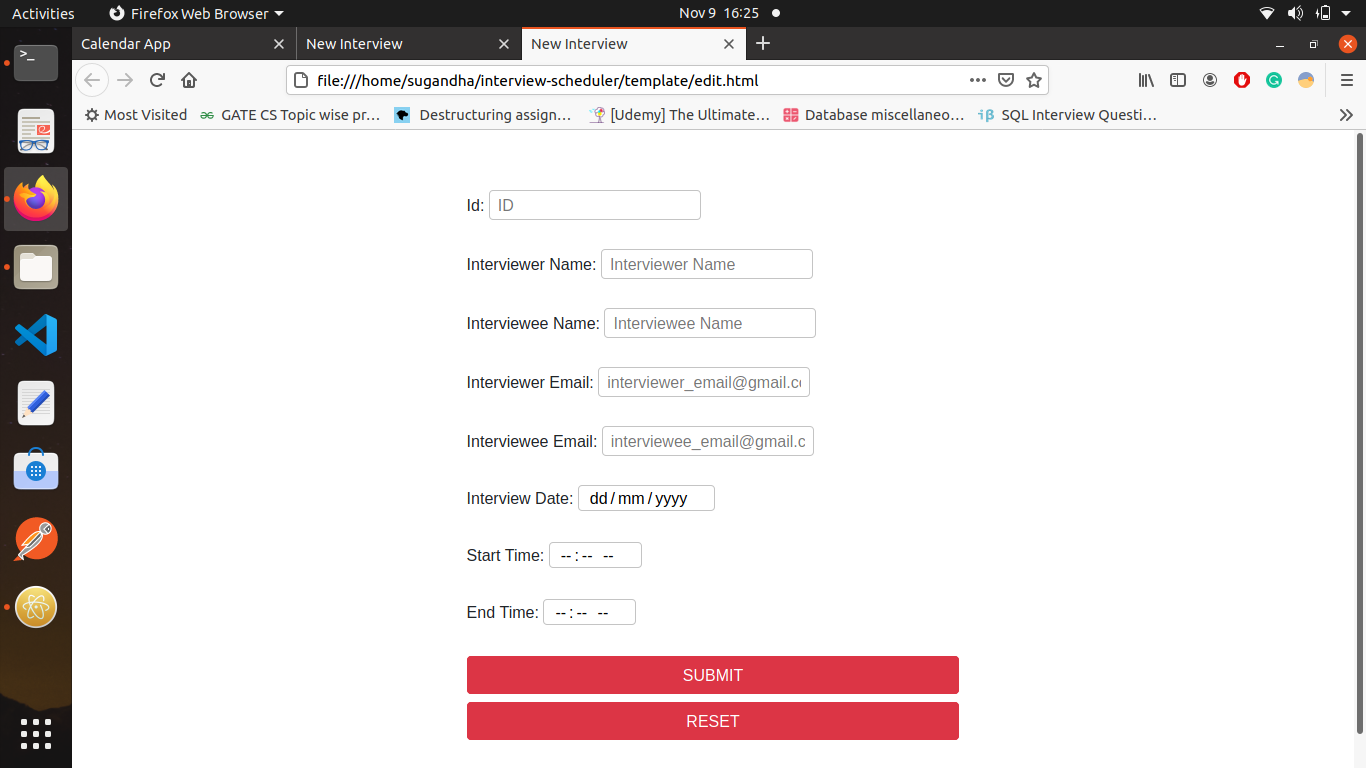 Activities Firefox Web Browser Nov 9 16:25
Calendar App New Interview New Interview
file:///home/sugandha/interview-scheduler/template/edit.html
Most Visited GATE CS Topic wise pr… Destructuring assign… [Udemy] The Ultimate… Database miscellaneo… SQL Interview Questi…
Id: ID
Interviewer Name: Interviewer Name
Interviewee Name: Interviewee Name
Interviewer Email: interviewer_email@gmail.co
Interviewee Email: interviewee_email@gmail.c
Interview Date: dd/mm/yyyy
Start Time: --:-- --
End Time: --:-- --
SUBMIT
RESET